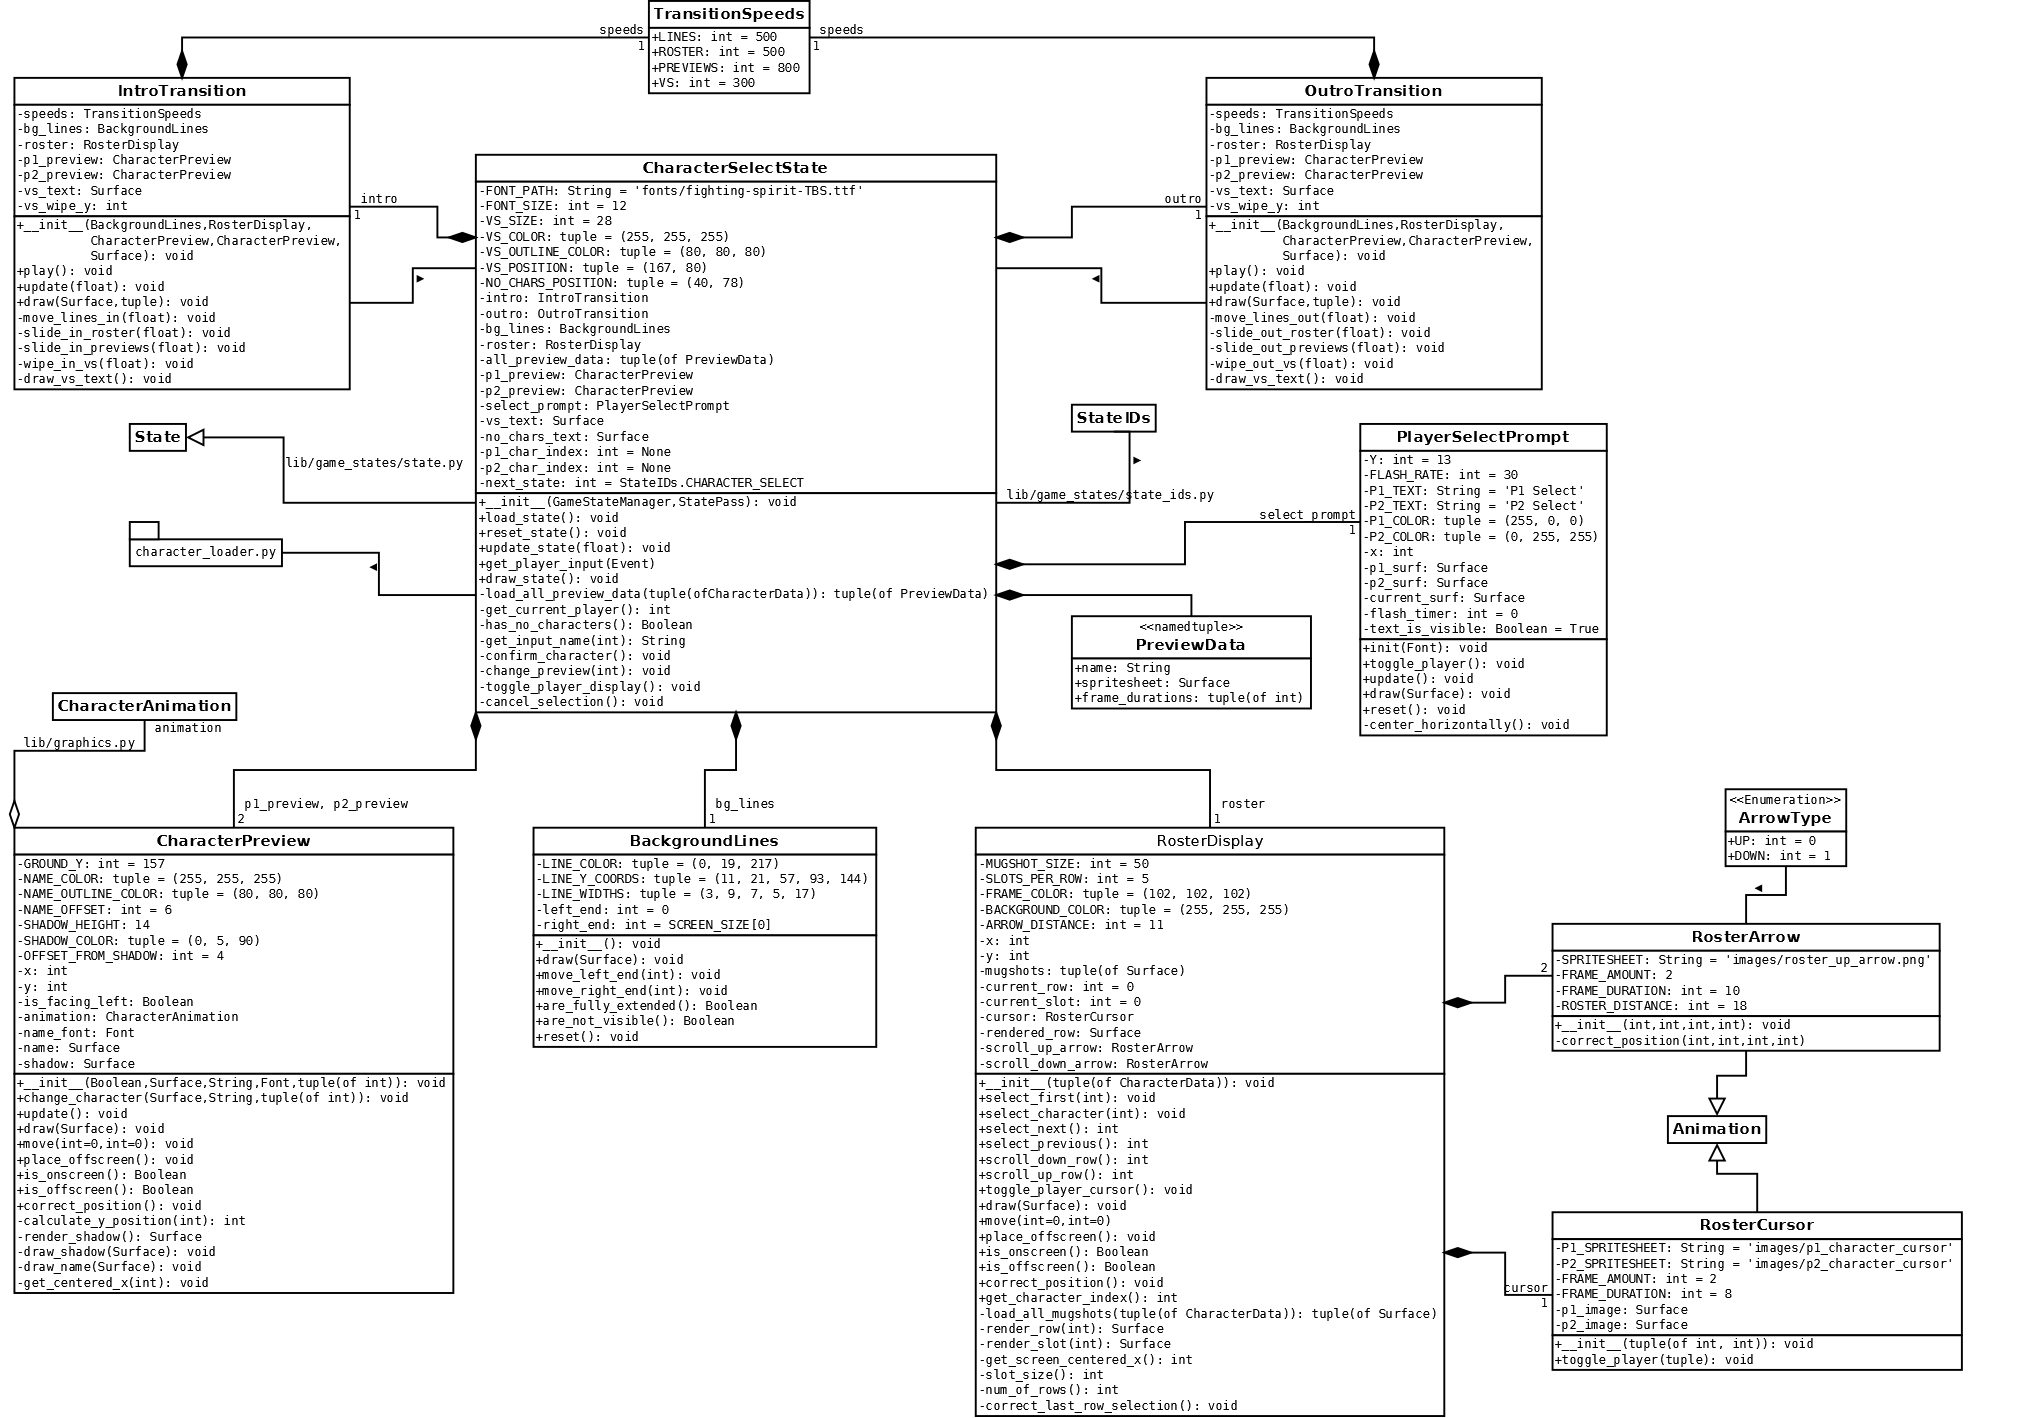 TransitionSpeeds
+LINES: int = 500
+ROSTER: int = 500
+PREVIEWS: int = 800
+VS: int = 300
speeds
1
speeds
1
IntroTransition
-speeds: TransitionSpeeds
-bg_lines: BackgroundLines
-roster: RosterDisplay
-p1_preview: CharacterPreview
-p2_preview: CharacterPreview
-vs_text: Surface
-vs_wipe_y: int
+__init__(BackgroundLines,RosterDisplay,
CharacterPreview,CharacterPreview,
Surface): void
+play(): void
+update(float): void
+draw(Surface,tuple): void
-move_lines_in(float): void
-slide_in_roster(float): void
-slide_in_previews(float): void
-wipe_in_vs(float): void
-draw_vs_text(): void
intro
1
CharacterSelectState
-FONT_PATH: String = 'fonts/fighting-spirit-TBS.ttf'
-FONT_SIZE: int = 12
-VS_SIZE: int = 28
-VS_COLOR: tuple = (255, 255, 255)
-VS_OUTLINE_COLOR: tuple = (80, 80, 80)
-VS_POSITION: tuple = (167, 80)
-NO_CHARS_POSITION: tuple = (40, 78)
-intro: IntroTransition
-outro: OutroTransition
-bg_lines: BackgroundLines
-roster: RosterDisplay
-all_preview_data: tuple(of PreviewData)
-p1_preview: CharacterPreview
-p2_preview: CharacterPreview
-select_prompt: PlayerSelectPrompt
-vs_text: Surface
-no_chars_text: Surface
-p1_char_index: int = None
-p2_char_index: int = None
-next_state: int = StateIDs.CHARACTER_SELECT
+__init__(GameStateManager,StatePass): void
+load_state(): void
+reset_state(): void
+update_state(float): void
+get_player_input(Event)
+draw_state(): void
-load_all_preview_data(tuple(ofCharacterData)): tuple(of PreviewData)
-get_current_player(): int
-has_no_characters(): Boolean
-get_input_name(int): String
-confirm_character(): void
-change_preview(int): void
-toggle_player_display(): void
-cancel_selection(): void
outro
1
OutroTransition
-speeds: TransitionSpeeds
-bg_lines: BackgroundLines
-roster: RosterDisplay
-p1_preview: CharacterPreview
-p2_preview: CharacterPreview
-vs_text: Surface
-vs_wipe_y: int
+__init__(BackgroundLines,RosterDisplay,
CharacterPreview,CharacterPreview,
Surface): void
+play(): void
+update(float): void
+draw(Surface,tuple): void
-move_lines_out(float): void
-slide_out_roster(float): void
-slide_out_previews(float): void
-wipe_out_vs(float): void
-draw_vs_text(): void
State
lib/game_states/state.py
character_loader.py
StateIDs
lib/game_states/state_ids.py
select prompt
1
PlayerSelectPrompt
-Y: int = 13
-FLASH_RATE: int = 30
-P1_TEXT: String = 'P1 Select'
-P2_TEXT: String = 'P2 Select'
-P1_COLOR: tuple = (255, 0, 0)
-P2_COLOR: tuple = (0, 255, 255)
-x: int
-p1_surf: Surface
-p2_surf: Surface
-current_surf: Surface
-flash_timer: int = 0
-text_is_visible: Boolean = True
+init(Font): void
+toggle_player(): void
+update(): void
+draw(Surface): void
+reset(): void
-center_horizontally(): void
<<namedtuple>>
PreviewData
+name: String
+spritesheet: Surface
+frame_durations: tuple(of int)
CharacterAnimation
animation
lib/graphics.py
p1_preview, p2_preview
2
CharacterPreview
-GROUND_Y: int = 157
-NAME_COLOR: tuple = (255, 255, 255)
-NAME_OUTLINE_COLOR: tuple = (80, 80, 80)
-NAME_OFFSET: int = 6
-SHADOW_HEIGHT: 14
-SHADOW_COLOR: tuple = (0, 5, 90)
-OFFSET_FROM_SHADOW: int = 4
-x: int
-y: int
-is_facing_left: Boolean
-animation: CharacterAnimation
-name_font: Font
-name: Surface
-shadow: Surface
+__init__(Boolean,Surface,String,Font,tuple(of int)): void
+change_character(Surface,String,tuple(of int)): void
+update(): void
+draw(Surface): void
+move(int=0,int=0): void
+place_offscreen(): void
+is_onscreen(): Boolean
+is_offscreen(): Boolean
+correct_position(): void
-calculate_y_position(int): int
-render_shadow(): Surface
-draw_shadow(Surface): void
-draw_name(Surface): void
-get_centered_x(int): void
bg_lines
1
BackgroundLines
-LINE_COLOR: tuple = (0, 19, 217)
-LINE_Y_COORDS: tuple = (11, 21, 57, 93, 144)
-LINE_WIDTHS: tuple = (3, 9, 7, 5, 17)
-left_end: int = 0
-right_end: int = SCREEN_SIZE[0]
+__init__(): void
+draw(Surface): void
+move_left_end(int): void
+move_right_end(int): void
+are_fully_extended(): Boolean
+are_not_visible(): Boolean
+reset(): void
roster
1
RosterDisplay
-MUGSHOT_SIZE: int = 50
-SLOTS_PER_ROW: int = 5
-FRAME_COLOR: tuple = (102, 102, 102)
-BACKGROUND_COLOR: tuple = (255, 255, 255)
-ARROW_DISTANCE: int = 11
-x: int
-y: int
-mugshots: tuple(of Surface)
-current_row: int = 0
-current_slot: int = 0
-cursor: RosterCursor
-rendered_row: Surface
-scroll_up_arrow: RosterArrow
-scroll_down_arrow: RosterArrow
+__init__(tuple(of CharacterData)): void
+select_first(int): void
+select_character(int): void
+select_next(): int
+select_previous(): int
+scroll_down_row(): int
+scroll_up_row(): int
+toggle_player_cursor(): void
+draw(Surface): void
+move(int=0,int=0)
+place_offscreen(): void
+is_onscreen(): Boolean
+is_offscreen(): Boolean
+correct_position(): void
+get_character_index(): int
-load_all_mugshots(tuple(of CharacterData)): tuple(of Surface)
-render_row(int): Surface
-render_slot(int): Surface
-get_screen_centered_x(): int
-slot_size(): int
-num_of_rows(): int
-correct_last_row_selection(): void
<<Enumeration>>
ArrowType
+UP: int = 0
+DOWN: int = 1
2
RosterArrow
-SPRITESHEET: String = 'images/roster_up_arrow.png'
-FRAME_AMOUNT: 2
-FRAME_DURATION: int = 10
-ROSTER_DISTANCE: int = 18
+__init__(int,int,int,int): void
-correct_position(int,int,int,int)
Animation
cursor
1
RosterCursor
-P1_SPRITESHEET: String = 'images/p1_character_cursor'
-P2_SPRITESHEET: String = 'images/p2_character_cursor'
-FRAME_AMOUNT: int = 2
-FRAME_DURATION: int = 8
-p1_image: Surface
-p2_image: Surface
+__init__(tuple(of int, int)): void
+toggle_player(tuple): void